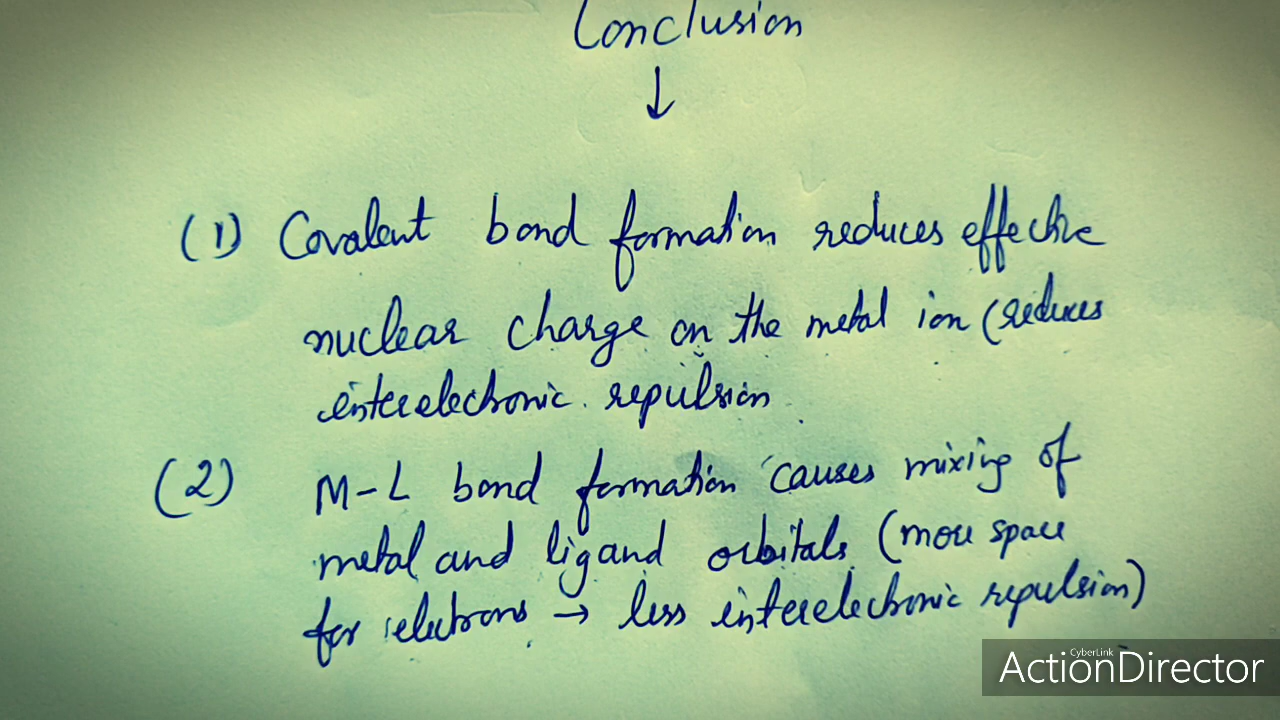 Conclusion
↓
(1) Covalent bond formation reduces effective
nuclear charge on the metal ion (reduces
interelectronic repulsion
(2) M-L bond formation causes mixing of
metal and ligand orbitals (more space
for electrons → less interelectronic repulsion)
CyberLink
ActionDirector